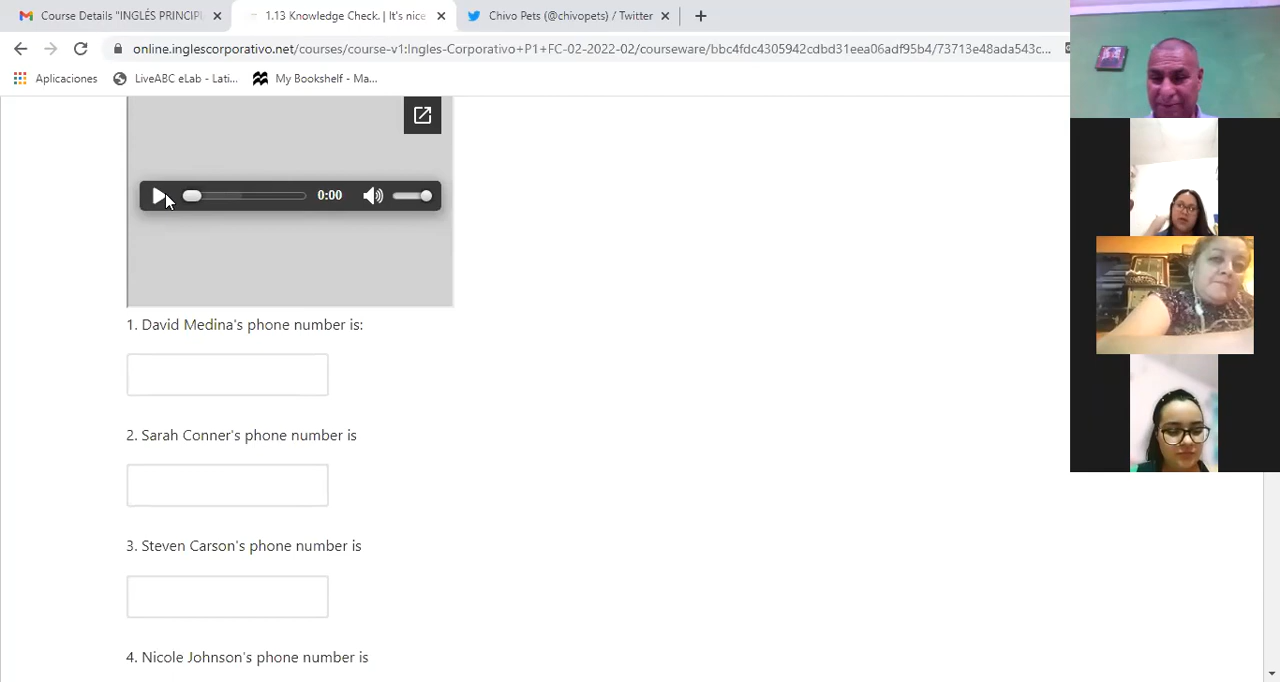 Course Details "INGLÉS PRINCIPI
1.13 Knowledge Check. | It's nice
Chivo Pets (@chivopets) / Twitter
online.inglescorporativo.net/courses/course-v1:Ingles-Corporativo+P1+FC-02-2022-02/courseware/bbc4fdc4305942cdbd31eea06adf95b4/73713e48ada543c...
Aplicaciones
LiveABC eLab - Lati...
My Bookshelf - Ma...
0:00
1. David Medina's phone number is:
2. Sarah Conner's phone number is
3. Steven Carson's phone number is
4. Nicole Johnson's phone number is